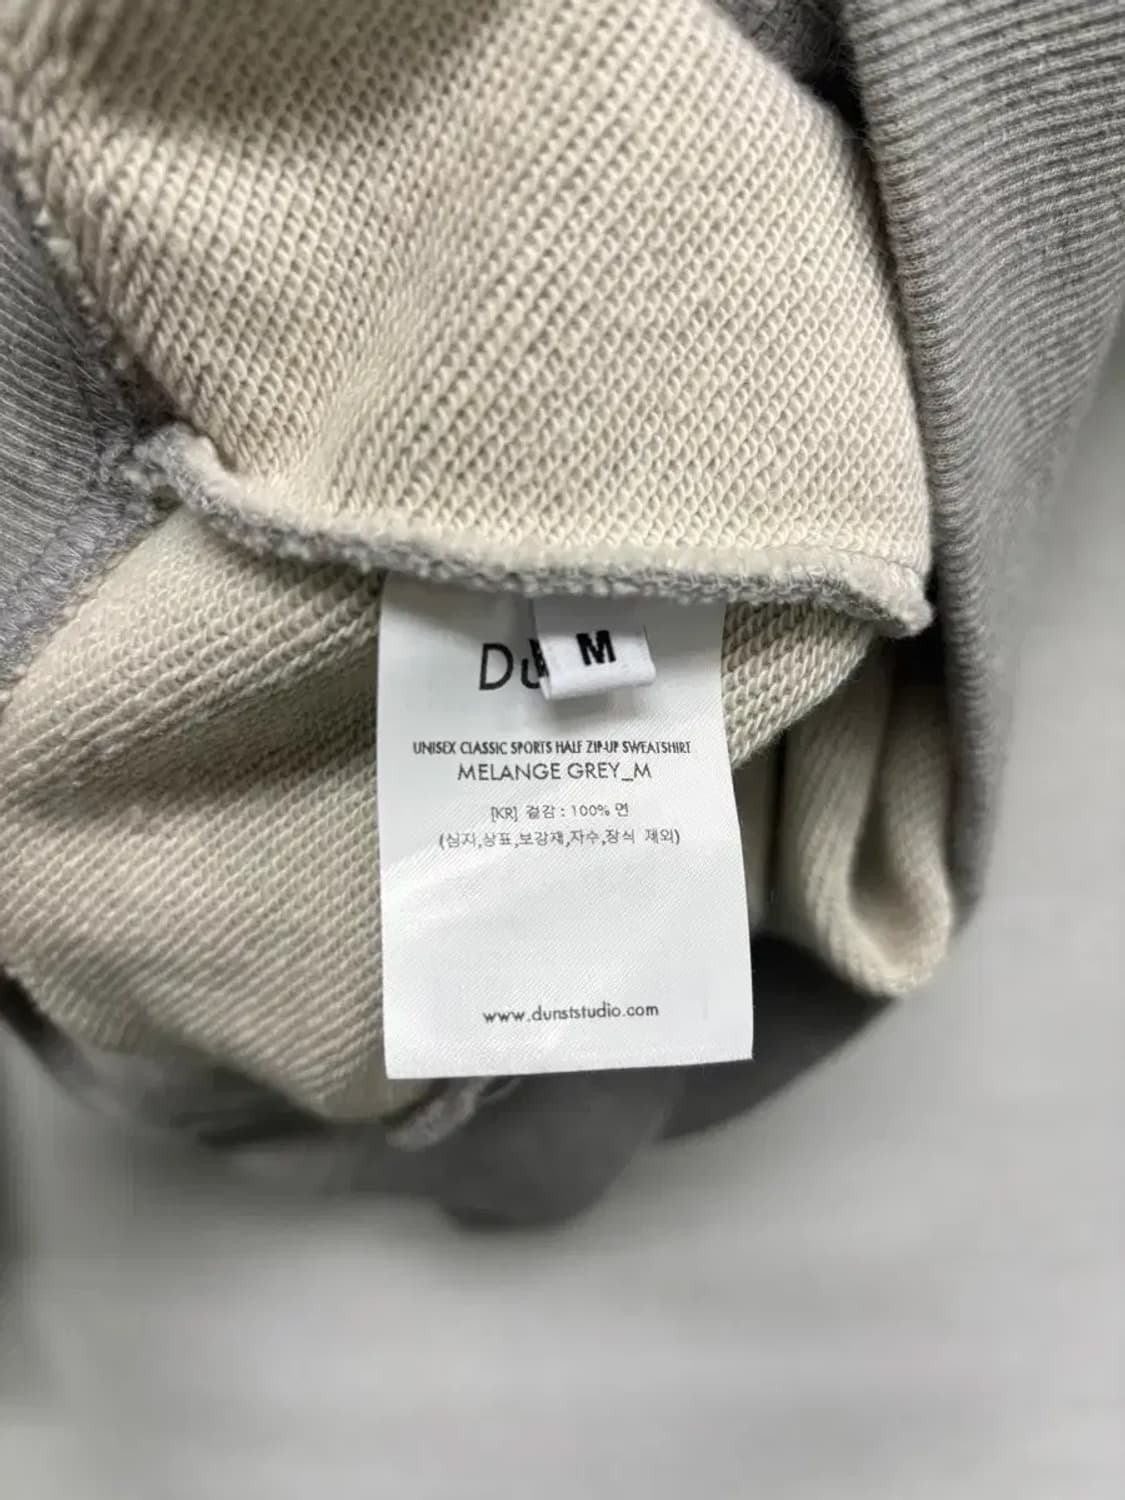 Du
M
UNISEX CLASSIC SPORTS HALF ZIP-UP SWEATSHIRT
MELANGE GREY_M
[KR] 겉감 : 100% 면
(심지,상표,보강재,자수,장식 제외)
www.dunststudio.com